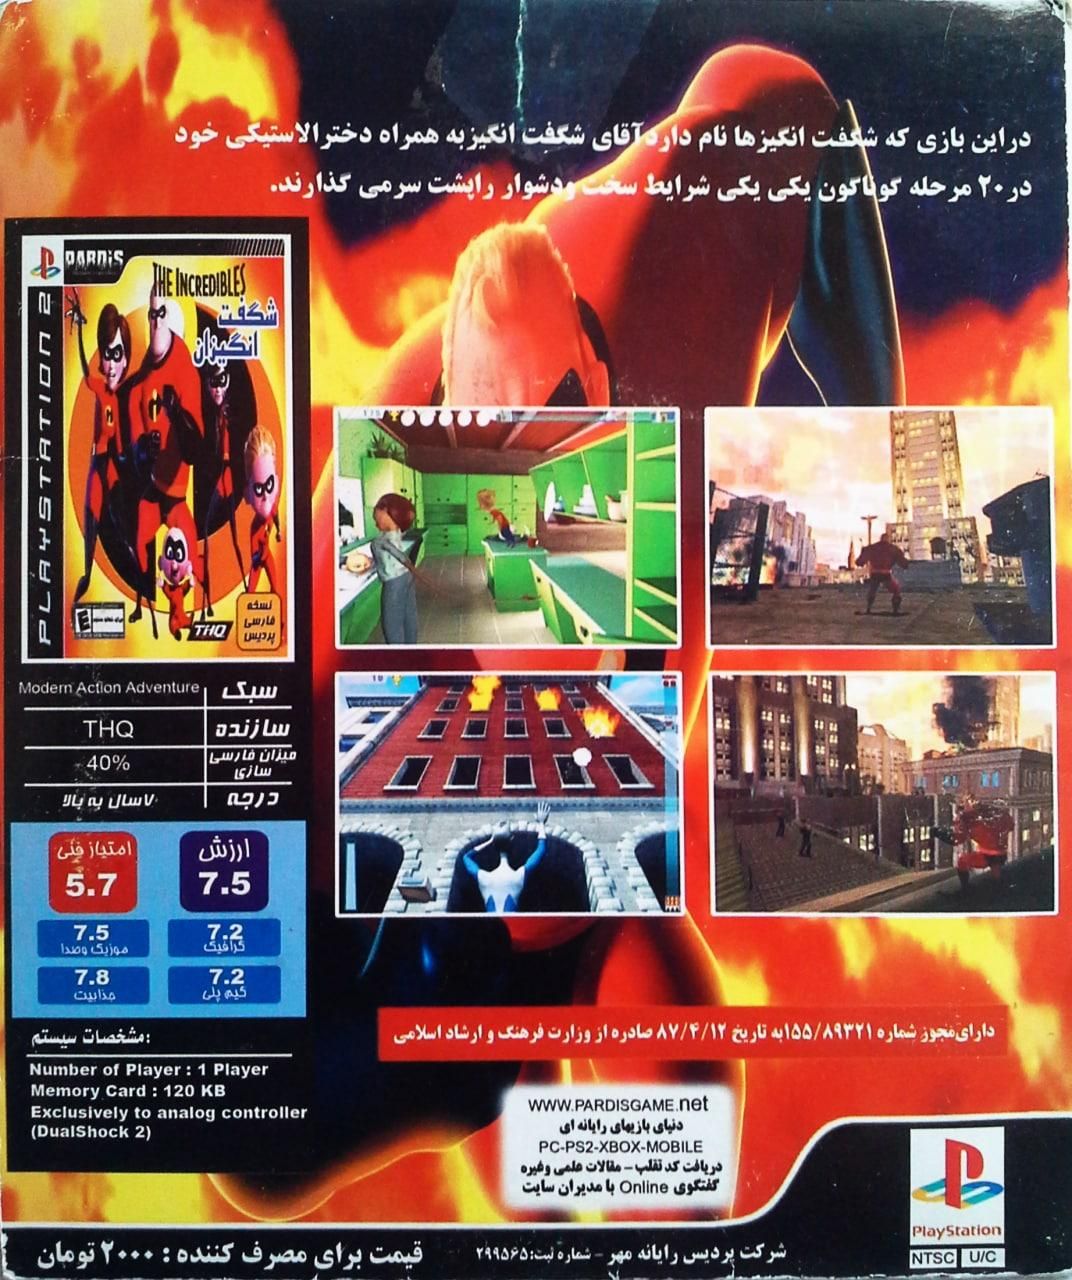 دراین بازی که شگفت انگیزها نام دارد آقای شگفت انگیز به همراه دختر الاستیکی خود
در ۲۰ مرحله گوناگون یکی یکی شرایط سخت ودشوار راپشت سر می گذارند.
PARDIS
PLAYSTATION 2
THE INCREDIBLES
شگفت
انگیزان
E
THQ
نسخه
فارسی
پردیس
سبک
Modern Action Adventure
سازنده
THQ
میزان فارسی
سازی
40%
درجه
۷سال به بالا
ارزش
7.5
امتیاز فنی
5.7
7.2
گرافیک
7.5
موزیک وصدا
7.2
گیم پلی
7.8
جذابیت
مشخصات سیستم:
Number of Player : 1 Player
Memory Card : 120 KB
Exclusively to analog controller
(DualShock 2)
دارای مجوز شماره ۱۵۵/۸۹۳۲۱به تاریخ ۸۷/۴/۱۲ صادره از وزارت فرهنگ و ارشاد اسلامی
WWW.PARDISGAME.net
دنیای بازیهای رایانه ای
PC-PS2-XBOX-MOBILE
دریافت کد تقلب - مقالات علمی وغیره
گفتگوی Online با مدیران سایت
PlayStation
NTSC U/C
شرکت پردیس رایانه مهر - شماره ثبت: ۲۹۹۵۶۵
قیمت برای مصرف کننده : ۲۰۰۰ تومان